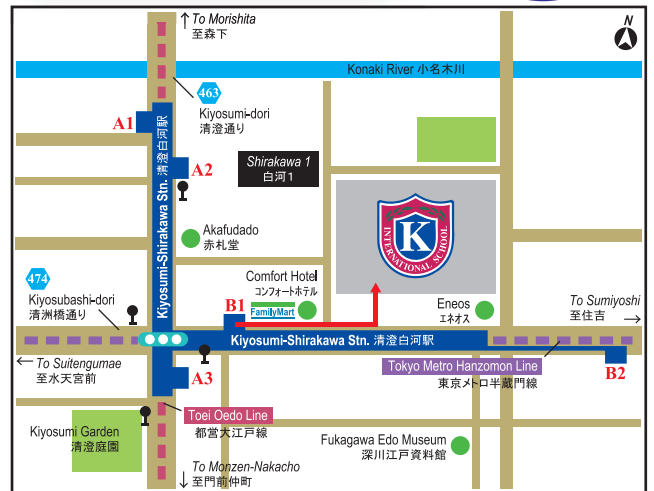 To Morishita
至森下
N
Konaki River 小名木川
463
Kiyosumi-dori
清澄通り
A1
Kiyosumi-Shirakawa Stn. 清澄白河駅
A2
Shirakawa 1
白河1
K
INTERNATIONAL SCHOOL
Akafudado
赤札堂
474
Kiyosubashi-dori
清洲橋通り
Comfort Hotel
コンフォートホテル
B1
FamilyMart
Eneos
エネオス
To Sumiyoshi
至住吉
Kiyosumi-Shirakawa Stn. 清澄白河駅
To Suitengumae
至水天宮前
A3
Tokyo Metro Hanzomon Line
東京メトロ半蔵門線
B2
Toei Oedo Line
都営大江戸線
Kiyosumi Garden
清澄庭園
Fukagawa Edo Museum
深川江戸資料館
To Monzen-Nakacho
至門前仲町